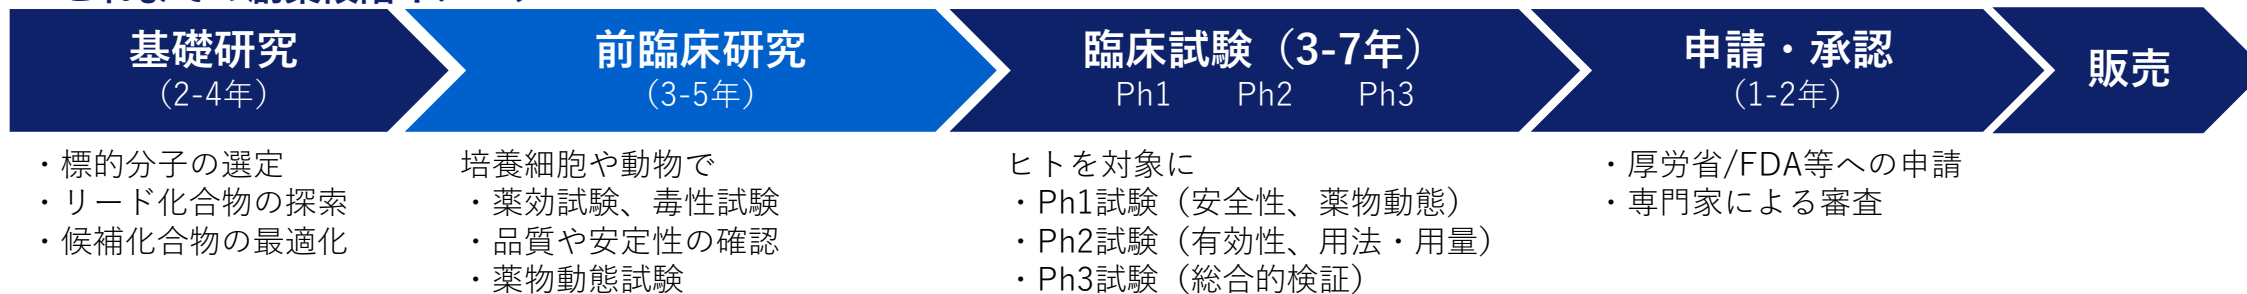 基礎研究
（2-4年）
前臨床研究
（3-5年）
臨床試験（3-7年）
Ph1 Ph2 Ph3
申請・承認
（1-2年）
販売
・標的分子の選定
・リード化合物の探索
・候補化合物の最適化
培養細胞や動物で
・薬効試験、毒性試験
・品質や安定性の確認
・薬物動態試験
ヒトを対象に
・Ph1試験（安全性、薬物動態）
・Ph2試験（有効性、用法・用量）
・Ph3試験（総合的検証）
・厚労省/FDA等への申請
・専門家による審査